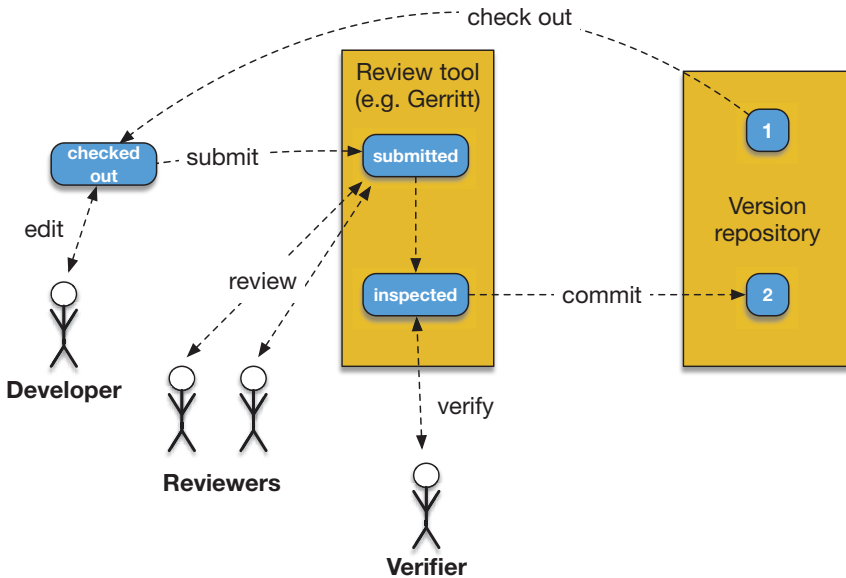 check out
Review tool
(e.g. Gerritt)
1
checked
out
submit
submitted
Version
repository
edit
review
inspected
commit
2
Developer
verify
Reviewers
Verifier